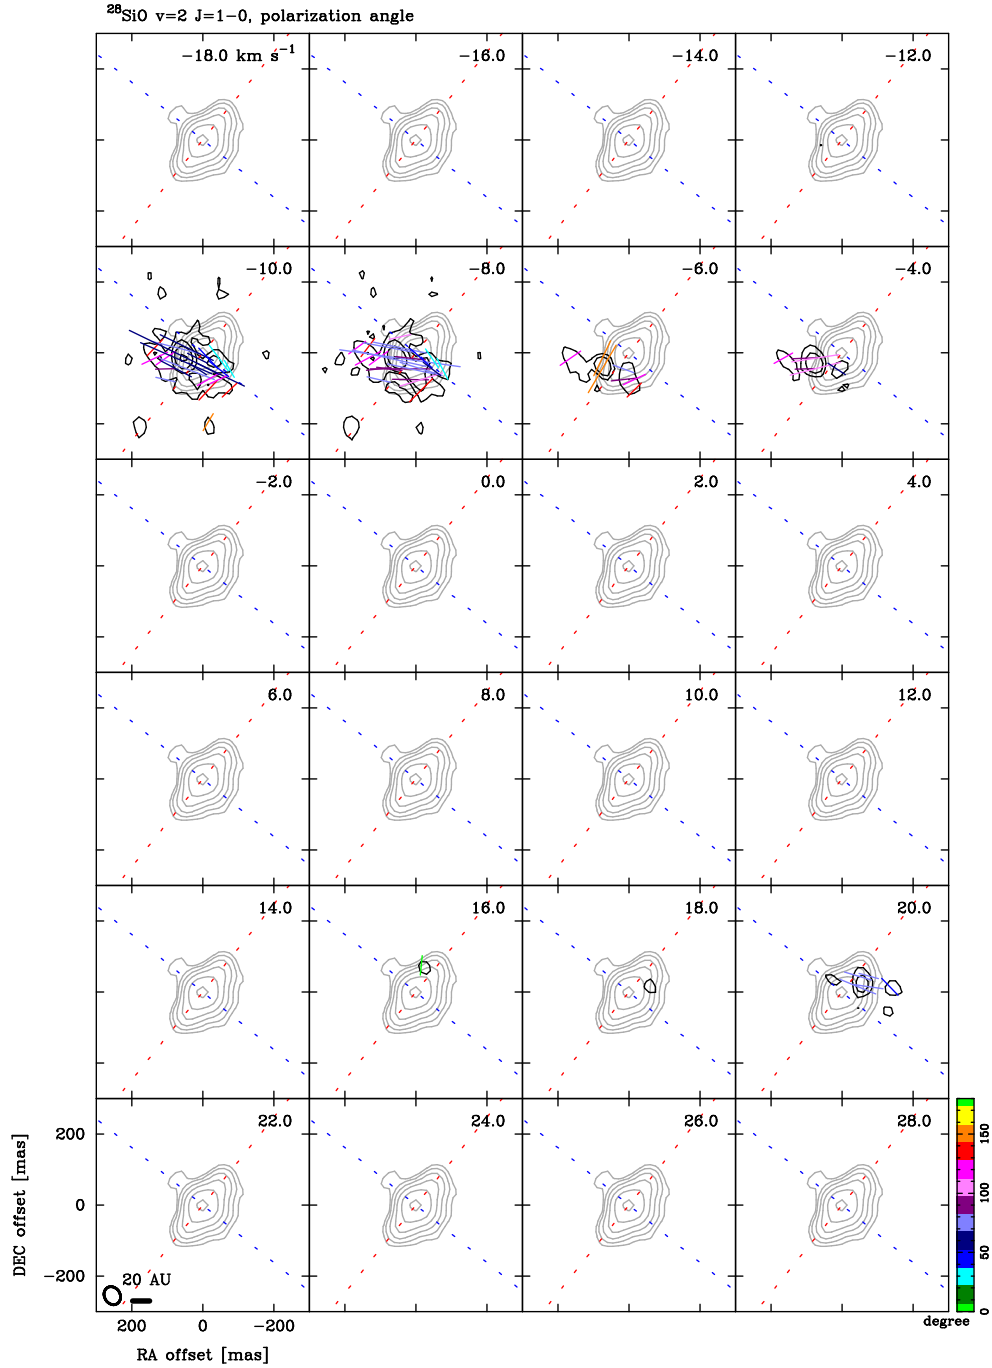 ²⁸SiO v=2 J=1−0, polarization angle
−18.0 km s⁻¹ −16.0 −14.0 −12.0
−10.0 −8.0 −6.0 −4.0
−2.0 0.0 2.0 4.0
6.0 8.0 10.0 12.0
14.0 16.0 18.0 20.0
22.0 24.0 26.0 28.0
200
0
−200
DEC offset [mas]
20 AU
200 0 −200
RA offset [mas]
150
100
50
0
degree